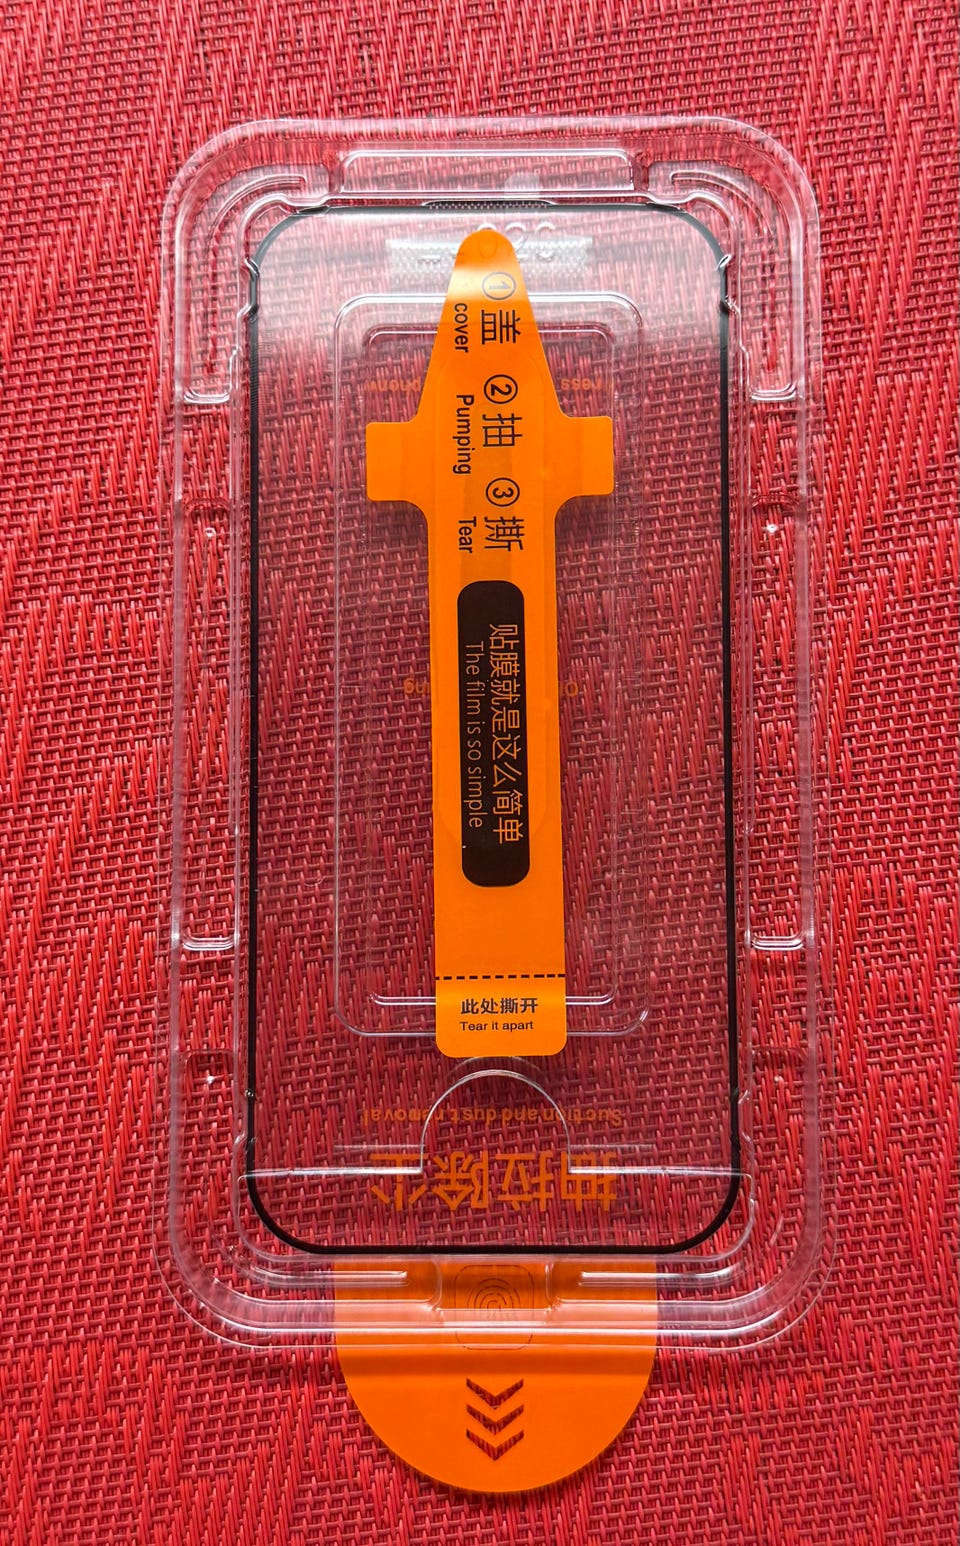 ① 盖 ② 抽 ③ 撕
cover Pumping Tear
贴膜就是这么简单
The film is so simple
此处撕开
Tear it apart
Suction and dust removal
抽拉除尘